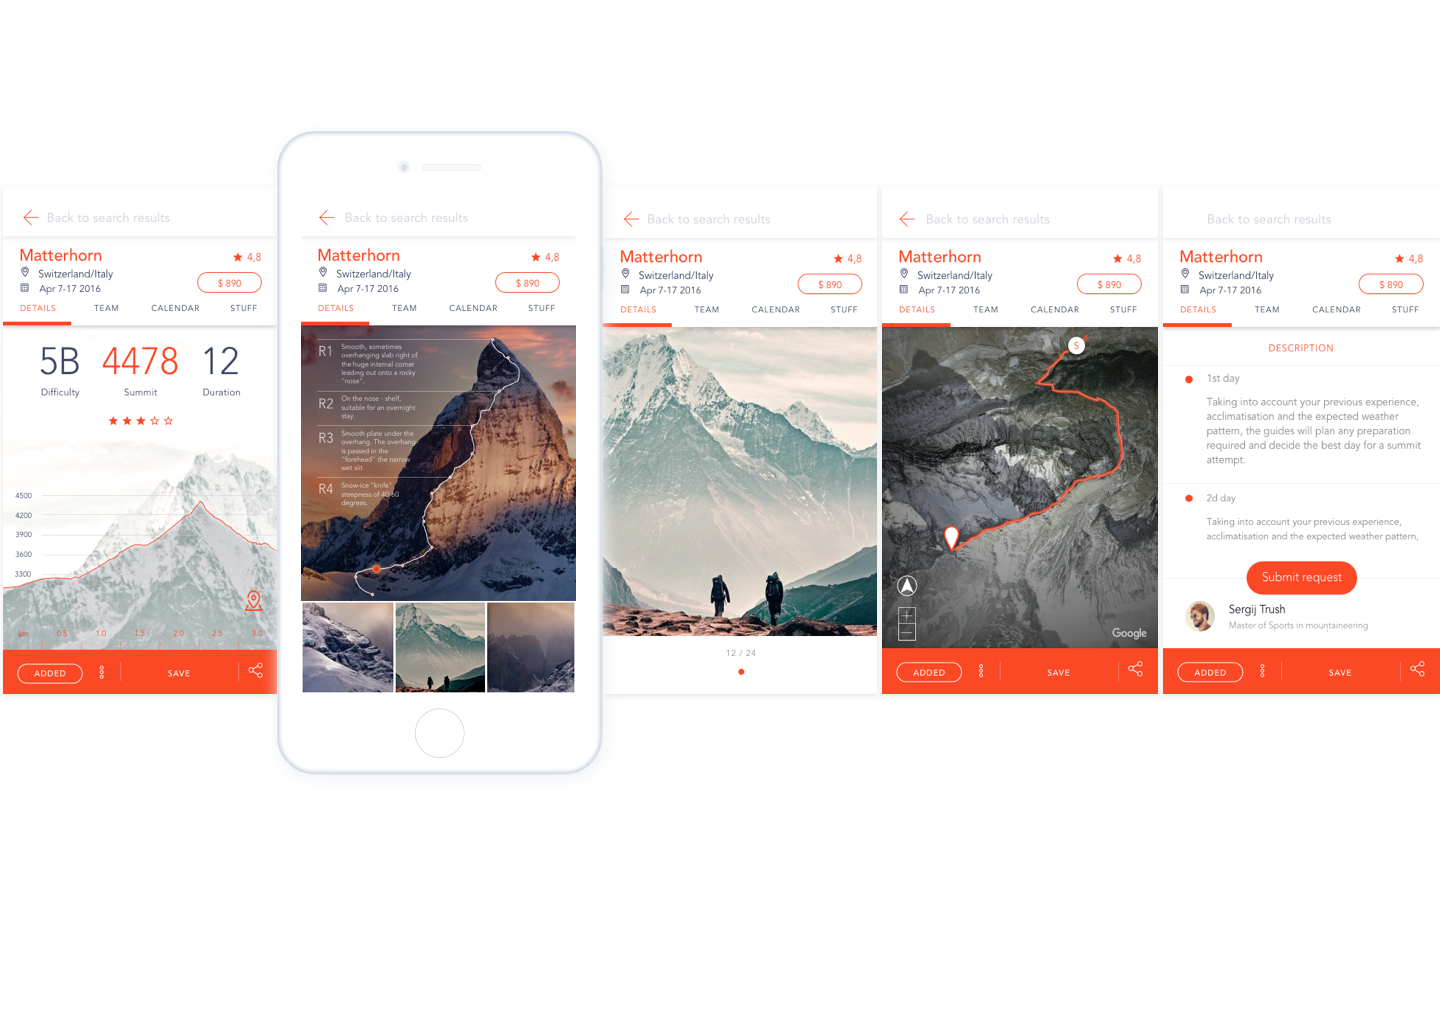 Back to search results
Matterhorn
4,8
Switzerland/Italy
Apr 7-17 2016
$ 890
DETAILS
TEAM
CALENDAR
STUFF
5B
4478
12
Difficulty
Summit
Duration
4500
4200
3900
3600
3300
jun
0.5
1.0
1.5
2.0
2.5
3.0
ADDED
SAVE
Back to search results
Matterhorn
4,8
Switzerland/Italy
Apr 7-17 2016
$ 890
DETAILS
TEAM
CALENDAR
STUFF
R1
Smooth, sometimes
overhanging slab right of
the huge internal corner
leading out onto a rocky
"nose".
R2
On the nose - shelf,
suitable for an overnight
stay.
R3
Smooth plate under the
overhang. The overhang
is passed in the
"forehead" the narrow
wet slit
R4
Snow-ice "knife"
steepness of 40-60
degrees.
Back to search results
Matterhorn
4,8
Switzerland/Italy
Apr 7-17 2016
$ 890
DETAILS
TEAM
CALENDAR
STUFF
12 / 24
Back to search results
Matterhorn
4,8
Switzerland/Italy
Apr 7-17 2016
$ 890
DETAILS
TEAM
CALENDAR
STUFF
S
Google
ADDED
SAVE
Back to search results
Matterhorn
4,8
Switzerland/Italy
Apr 7-17 2016
$ 890
DETAILS
TEAM
CALENDAR
STUFF
DESCRIPTION
1st day
Taking into account your previous experience,
acclimatisation and the expected weather
pattern, the guides will plan any preparation
required and decide the best day for a summit
attempt.
2d day
Taking into account your previous experience,
acclimatisation and the expected weather pattern,
Submit request
Sergij Trush
Master of Sports in mountaineering
ADDED
SAVE